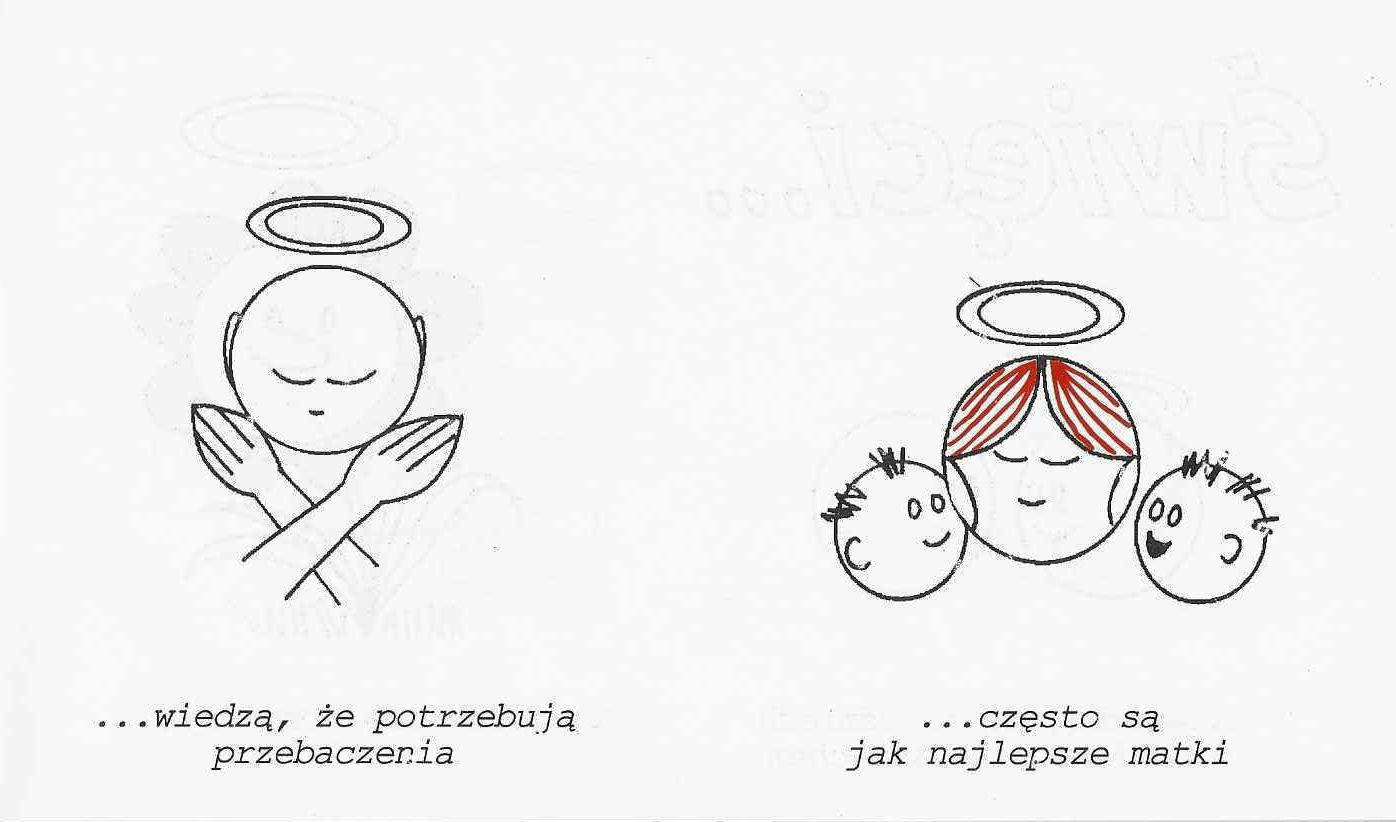 ...wiedzą, że potrzebują
przebaczenia
...często są
jak najlepsze matki